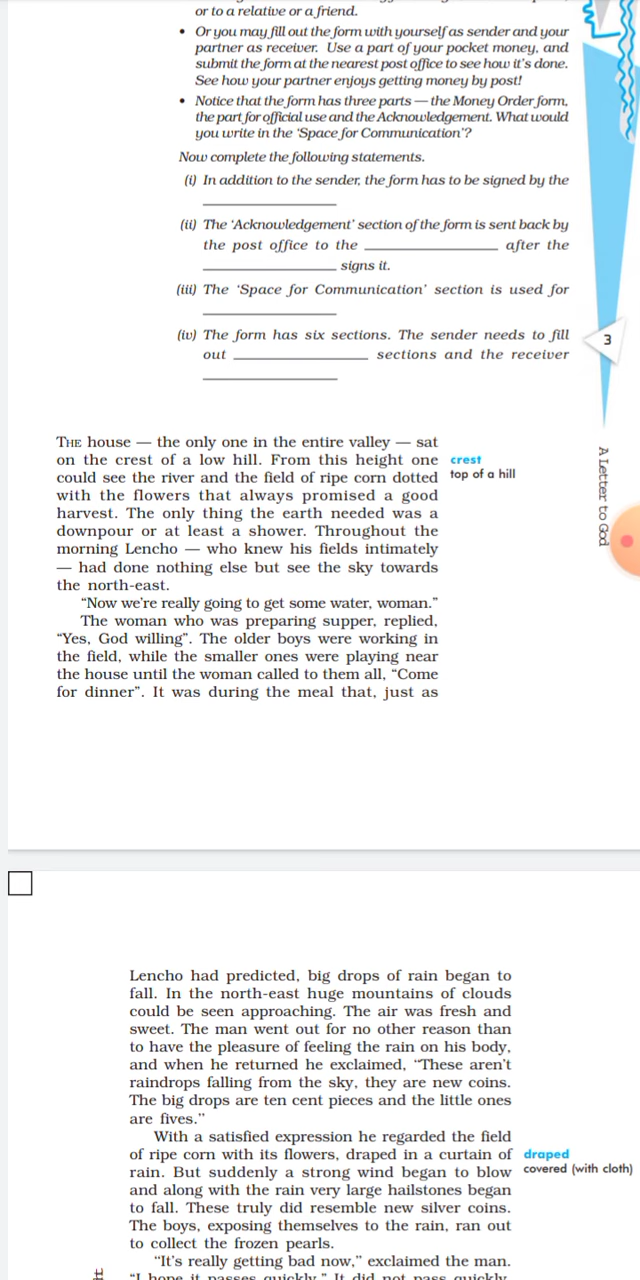 or to a relative or a friend.
• Or you may fill out the form with yourself as sender and your
partner as receiver. Use a part of your pocket money, and
submit the form at the nearest post office to see how it's done.
See how your partner enjoys getting money by post!
• Notice that the form has three parts — the Money Order form,
the part for official use and the Acknowledgement. What would
you write in the 'Space for Communication'?
Now complete the following statements.
(i) In addition to the sender, the form has to be signed by the
(ii) The 'Acknowledgement' section of the form is sent back by
the post office to the ____________ after the
____________ signs it.
(iii) The 'Space for Communication' section is used for
(iv) The form has six sections. The sender needs to fill
out ____________ sections and the receiver
3
A Letter to God
THE house — the only one in the entire valley — sat
on the crest of a low hill. From this height one
could see the river and the field of ripe corn dotted
with the flowers that always promised a good
harvest. The only thing the earth needed was a
downpour or at least a shower. Throughout the
morning Lencho — who knew his fields intimately
— had done nothing else but see the sky towards
the north-east.
crest
top of a hill
"Now we're really going to get some water, woman."
The woman who was preparing supper, replied,
"Yes, God willing". The older boys were working in
the field, while the smaller ones were playing near
the house until the woman called to them all, "Come
for dinner". It was during the meal that, just as
Lencho had predicted, big drops of rain began to
fall. In the north-east huge mountains of clouds
could be seen approaching. The air was fresh and
sweet. The man went out for no other reason than
to have the pleasure of feeling the rain on his body,
and when he returned he exclaimed, "These aren't
raindrops falling from the sky, they are new coins.
The big drops are ten cent pieces and the little ones
are fives."
With a satisfied expression he regarded the field
of ripe corn with its flowers, draped in a curtain of
rain. But suddenly a strong wind began to blow
and along with the rain very large hailstones began
to fall. These truly did resemble new silver coins.
The boys, exposing themselves to the rain, ran out
to collect the frozen pearls.
draped
covered (with cloth)
"It's really getting bad now," exclaimed the man.
"I hope it passes quickly." It did not pass quickly.